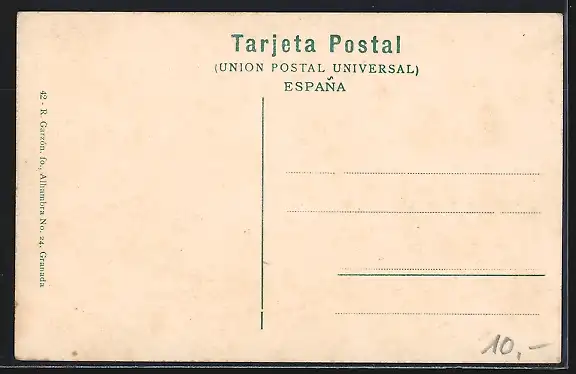 Tarjeta Postal
(UNION POSTAL UNIVERSAL)
ESPAÑA
42 - R. Garzón, fo., Alhambra No. 24, Granada
10,-